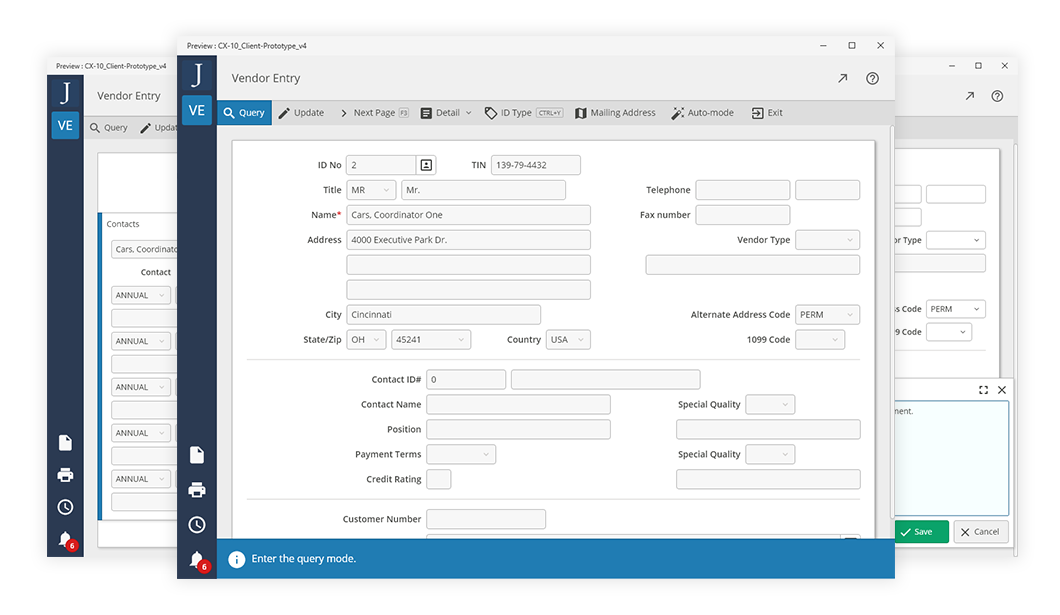 Preview : CX-10_Client-Prototype_v4
J
Vendor Entry
VE
Query Update Next Page F3 Detail ID Type CTRL+Y Mailing Address Auto-mode Exit
ID No 2 TIN 139-79-4432
Title MR Mr. Telephone
Name* Cars, Coordinator One Fax number
Address 4000 Executive Park Dr. Vendor Type
City Cincinnati Alternate Address Code PERM
State/Zip OH 45241 Country USA 1099 Code
Contact ID# 0
Contact Name Special Quality
Position
Payment Terms Special Quality
Credit Rating
Customer Number
6
Enter the query mode.
Preview : CX-10_Client-Prototype_v4
J
Vendor Entry
VE
Query Updat
Contacts
Cars, Coordinato
Contact
ANNUAL
ANNUAL
ANNUAL
ANNUAL
ANNUAL
6
or Type
ss Code PERM
9 Code
ment.
Save Cancel